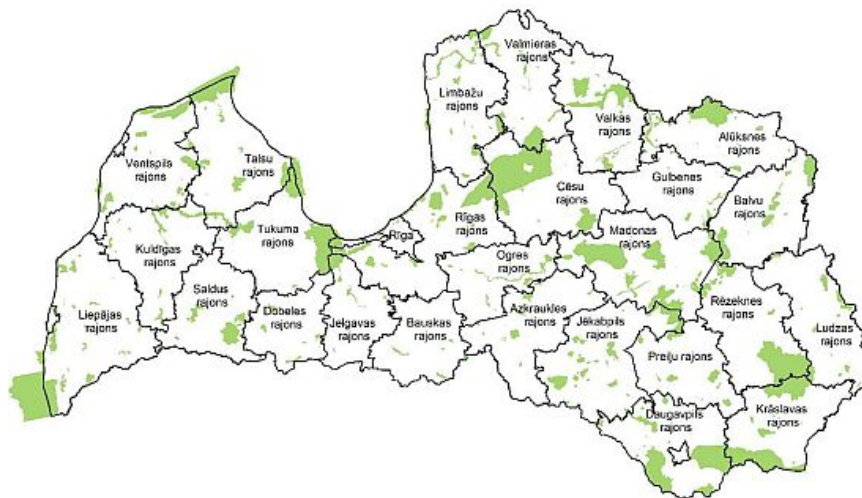 Valmieras
rajons
Limbažu
rajons
Valkas
rajons
Alūksnes
rajons
Ventspils
rajons
Talsu
rajons
Gulbenes
rajons
Cēsu
rajons
Balvu
rajons
Rīgas
rajons
Tukuma
rajons
Rīga
Madonas
rajons
Kuldīgas
rajons
Ogres
rajons
Saldus
rajons
Rēzeknes
rajons
Liepājas
rajons
Dobeles
rajons
Jelgavas
rajons
Bauskas
rajons
Azkraukles
rajons
Jēkabpils
rajons
Ludzas
rajons
Preiļu rajons
Daugavpils
rajons
Krāslavas
rajons